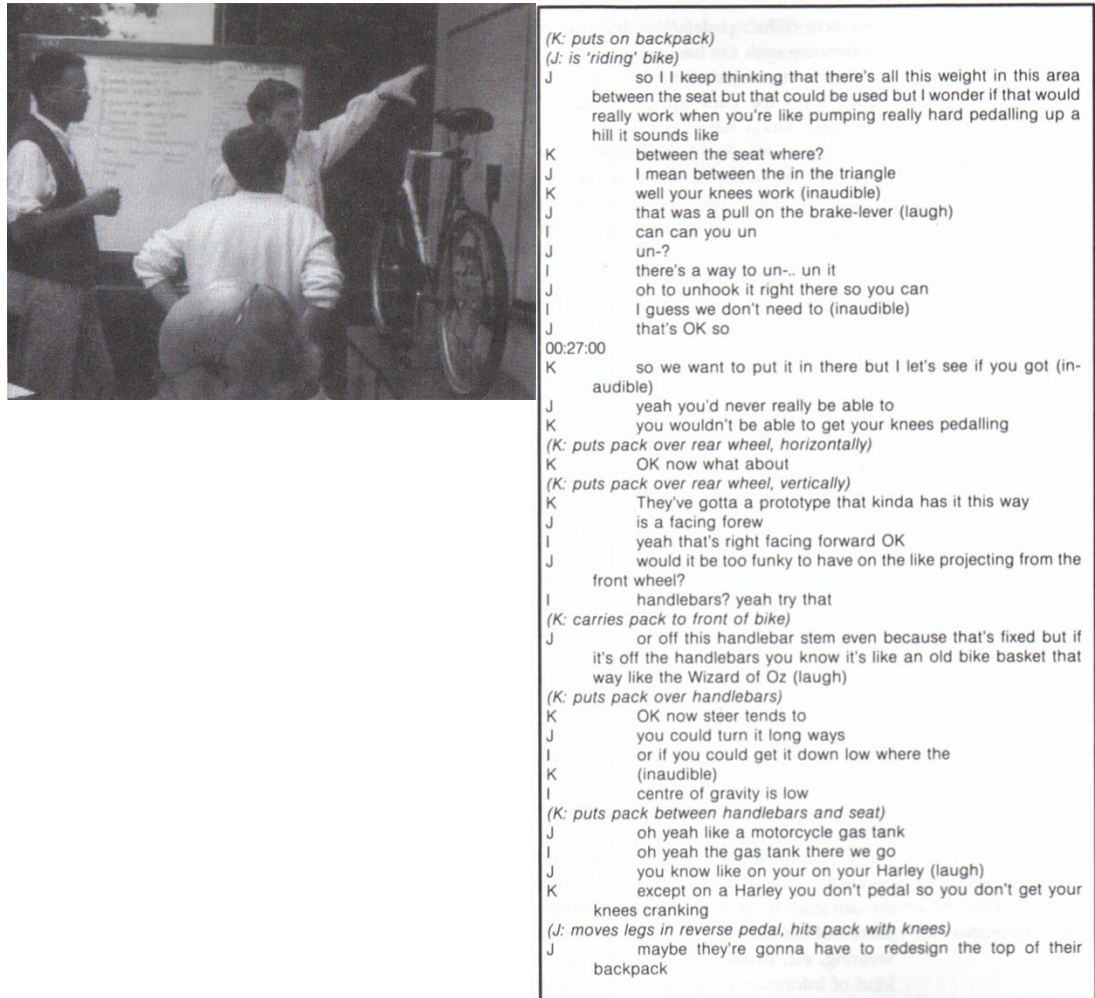 (K: puts on backpack)
(J: is 'riding' bike)
J so I I keep thinking that there's all this weight in this area
between the seat but that could be used but I wonder if that would
really work when you're like pumping really hard pedalling up a
hill it sounds like
K between the seat where?
J I mean between the in the triangle
K well your knees work (inaudible)
J that was a pull on the brake-lever (laugh)
I can can you un
J un-?
I there's a way to un-.. un it
J oh to unhook it right there so you can
I I guess we don't need to (inaudible)
J that's OK so
00:27:00
K so we want to put it in there but I let's see if you got (in-
audible)
J yeah you'd never really be able to
K you wouldn't be able to get your knees pedalling
(K: puts pack over rear wheel, horizontally)
K OK now what about
(K: puts pack over rear wheel, vertically)
K They've gotta a prototype that kinda has it this way
J is a facing forew
I yeah that's right facing forward OK
J would it be too funky to have on the like projecting from the
front wheel?
I handlebars? yeah try that
(K: carries pack to front of bike)
J or off this handlebar stem even because that's fixed but if
it's off the handlebars you know it's like an old bike basket that
way like the Wizard of Oz (laugh)
(K: puts pack over handlebars)
K OK now steer tends to
J you could turn it long ways
I or if you could get it down low where the
K (inaudible)
I centre of gravity is low
(K: puts pack between handlebars and seat)
J oh yeah like a motorcycle gas tank
I oh yeah the gas tank there we go
J you know like on your on your Harley (laugh)
K except on a Harley you don't pedal so you don't get your
knees cranking
(J: moves legs in reverse pedal, hits pack with knees)
J maybe they're gonna have to redesign the top of their
backpack